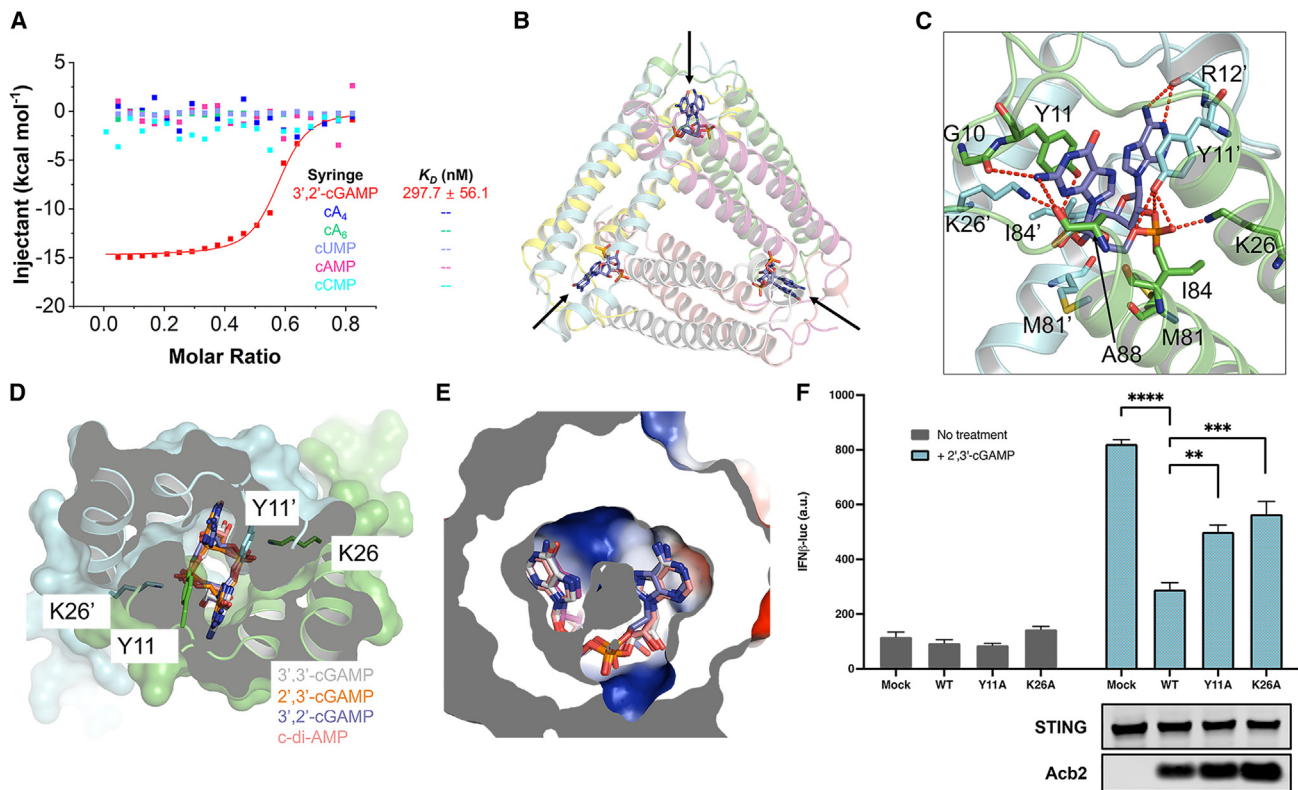 A
5
0
-5
-10
-15
-20
Injectant (kcal mol⁻¹)
0.0 0.2 0.4 0.6 0.8
Molar Ratio
Syringe K_D (nM)
3',2'-cGAMP 297.7 ± 56.1
cA₄ --
cA₆ --
cUMP --
cAMP --
cCMP --
B
C
R12'
Y11
G10
Y11'
K26'
I84'
K26
I84
M81'
M81
A88
D
Y11'
K26
K26'
Y11
3',3'-cGAMP
2',3'-cGAMP
3',2'-cGAMP
c-di-AMP
E
F
1000
800
600
400
200
0
IFNβ-luc (a.u.)
No treatment
+ 2',3'-cGAMP
****
***
**
Mock WT Y11A K26A Mock WT Y11A K26A
STING
Acb2